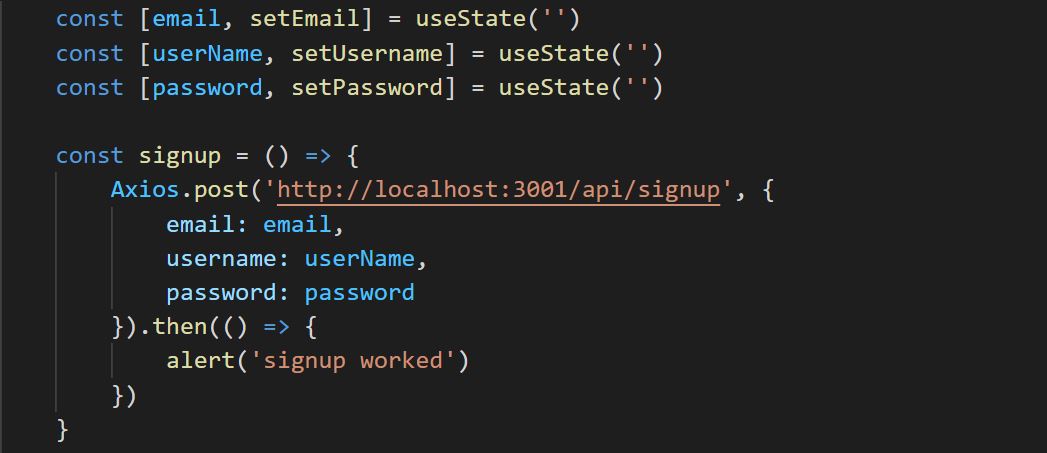 const [email, setEmail] = useState('')
const [userName, setUsername] = useState('')
const [password, setPassword] = useState('')
const signup = () => {
Axios.post('http://localhost:3001/api/signup', {
email: email,
username: userName,
password: password
}).then(() => {
alert('signup worked')
})
}